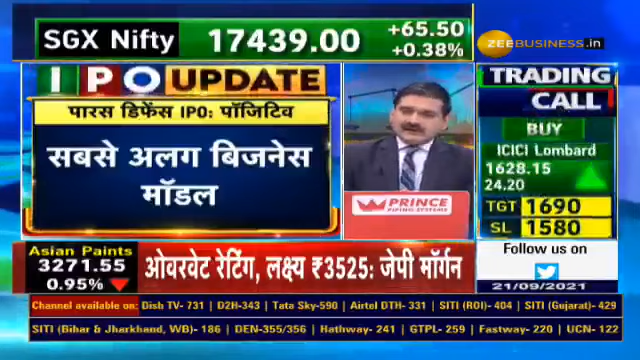 SGX Nifty 17439.00 +65.50
+0.38%
ZEEBUSINESS.in
IPO UPDATE
पारस डिफेंस IPO: पॉजिटिव
सबसे अलग बिजनेस
मॉडल
PRINCE
PIPING SYSTEMS
TRADING
CALL
BUY
ICICI Lombard
1628.15
24.20
TGT 1690
SL 1580
Asian Paints
3271.55
0.95%
ओवरवेट रेटिंग, लक्ष्य ₹3525: जेपी मॉर्गन
Follow us on
21/09/2021
Channel available on: Dish TV- 731 | D2H-343 | Tata Sky-590 | Airtel DTH- 331 | SITI (ROI)- 404 | SITI (Gujarat)- 429
SITI (Bihar & Jharkhand, WB)- 186 | DEN-355/356 | Hathway- 241 | GTPL- 259 | Fastway- 220 | UCN- 122